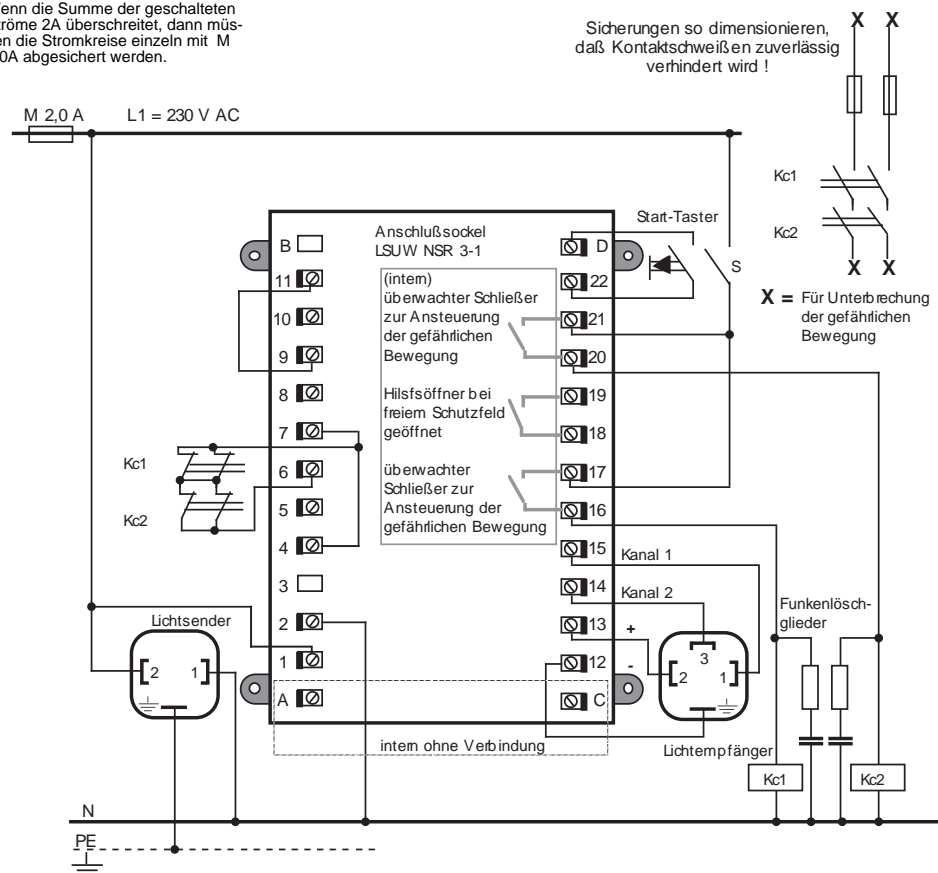 Wenn die Summe der geschalteten
tröme 2A überschreitet, dann müs-
en die Stromkreise einzeln mit M
0A abgesichert werden.
Sicherungen so dimensionieren,
daß Kontaktschweißen zuverlässig
verhindert wird !
X X
M 2,0 A L1 = 230 V AC
Kc1
Kc2
X X
X = Für Unterbrechung
der gefährlichen
Bewegung
Start-Taster
S
Anschlußsockel
LSUW NSR 3-1
(intern)
überwachter Schließer
zur Ansteuerung
der gefährlichen
Bewegung
Hilsföffner bei
freiem Schutzfeld
geöffnet
überwachter
Schließer zur
Ansteuerung der
gefährlichen Bewegung
B
11
10
9
8
7
6
5
4
3
2
1
A
D
22
21
20
19
18
17
16
15
14
13
12
C
Kc1
Kc2
Kanal 1
Kanal 2
+
-
Funkenlösch-
glieder
Lichtsender
2 1
3
2 1
intern ohne Verbindung
Lichtempfänger
Kc1 Kc2
N
PE